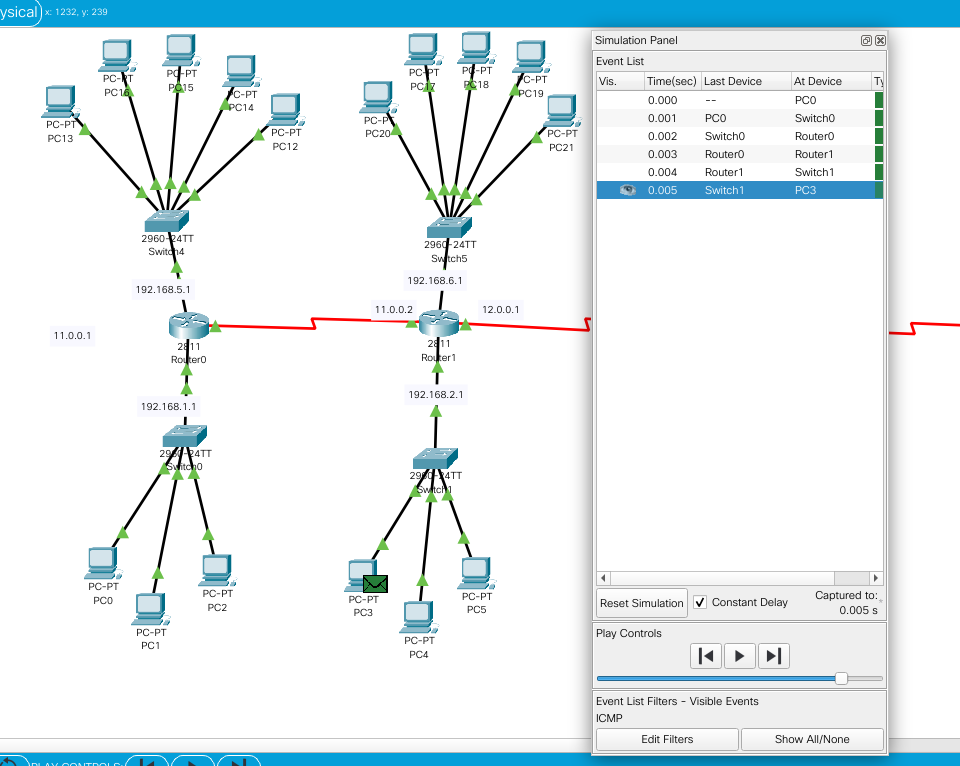 ysical
x: 1232, y: 239
PC-PT
PC16
PC-PT
PC15
PC-PT
PC14
PC-PT
PC13
PC-PT
PC12
2960-24TT
Switch4
192.168.5.1
11.0.0.1
2811
Router0
192.168.1.1
2960-24TT
Switch0
PC-PT
PC0
PC-PT
PC1
PC-PT
PC2
PC-PT
PC17
PC-PT
PC18
PC-PT
PC19
PC-PT
PC20
PC-PT
PC21
2960-24TT
Switch5
192.168.6.1
11.0.0.2
12.0.0.1
2811
Router1
192.168.2.1
2960-24TT
Switch1
PC-PT
PC3
PC-PT
PC4
PC-PT
PC5
Simulation Panel
Event List
Vis. Time(sec) Last Device At Device Ty
0.000 -- PC0
0.001 PC0 Switch0
0.002 Switch0 Router0
0.003 Router0 Router1
0.004 Router1 Switch1
0.005 Switch1 PC3
Reset Simulation Constant Delay
Captured to:
0.005 s
Play Controls
Event List Filters - Visible Events
ICMP
Edit Filters Show All/None
PLAY CONTROLS: